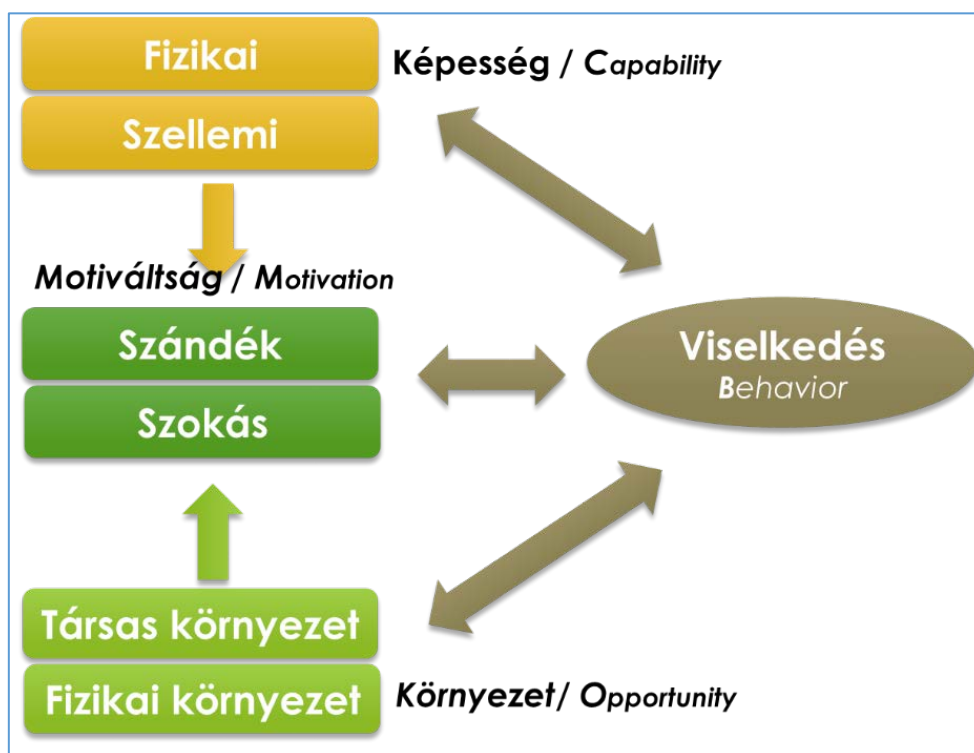 Fizikai
Képesség / Capability
Szellemi
Motiváltság / Motivation
Szándék
Szokás
Viselkedés
Behavior
Társas környezet
Fizikai környezet
Környezet/ Opportunity